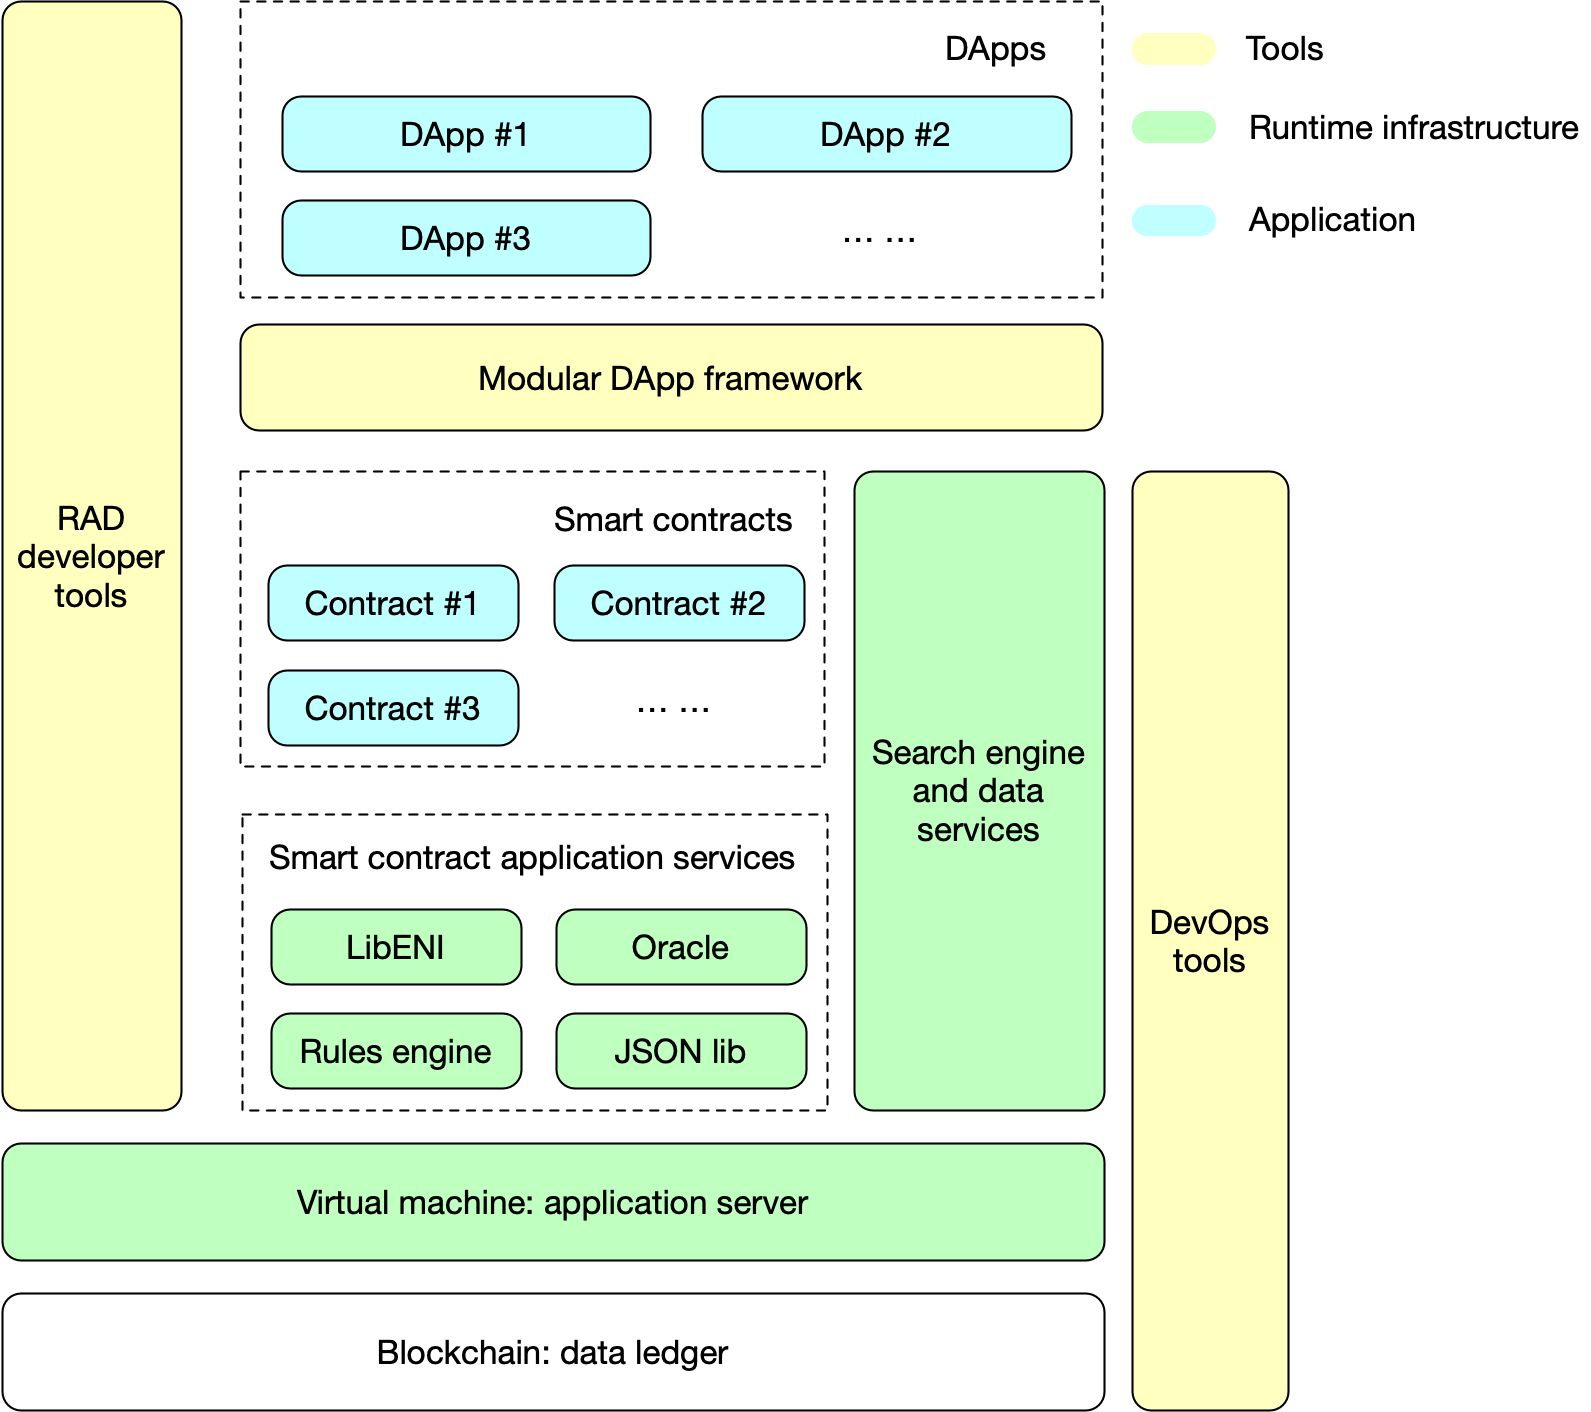 DApps
Tools
DApp #1
DApp #2
Runtime infrastructure
DApp #3
... ...
Application
Modular DApp framework
RAD
developer
tools
Smart contracts
Contract #1
Contract #2
Contract #3
... ...
Search engine
and data
services
Smart contract application services
LibENI
Oracle
Rules engine
JSON lib
DevOps
tools
Virtual machine: application server
Blockchain: data ledger